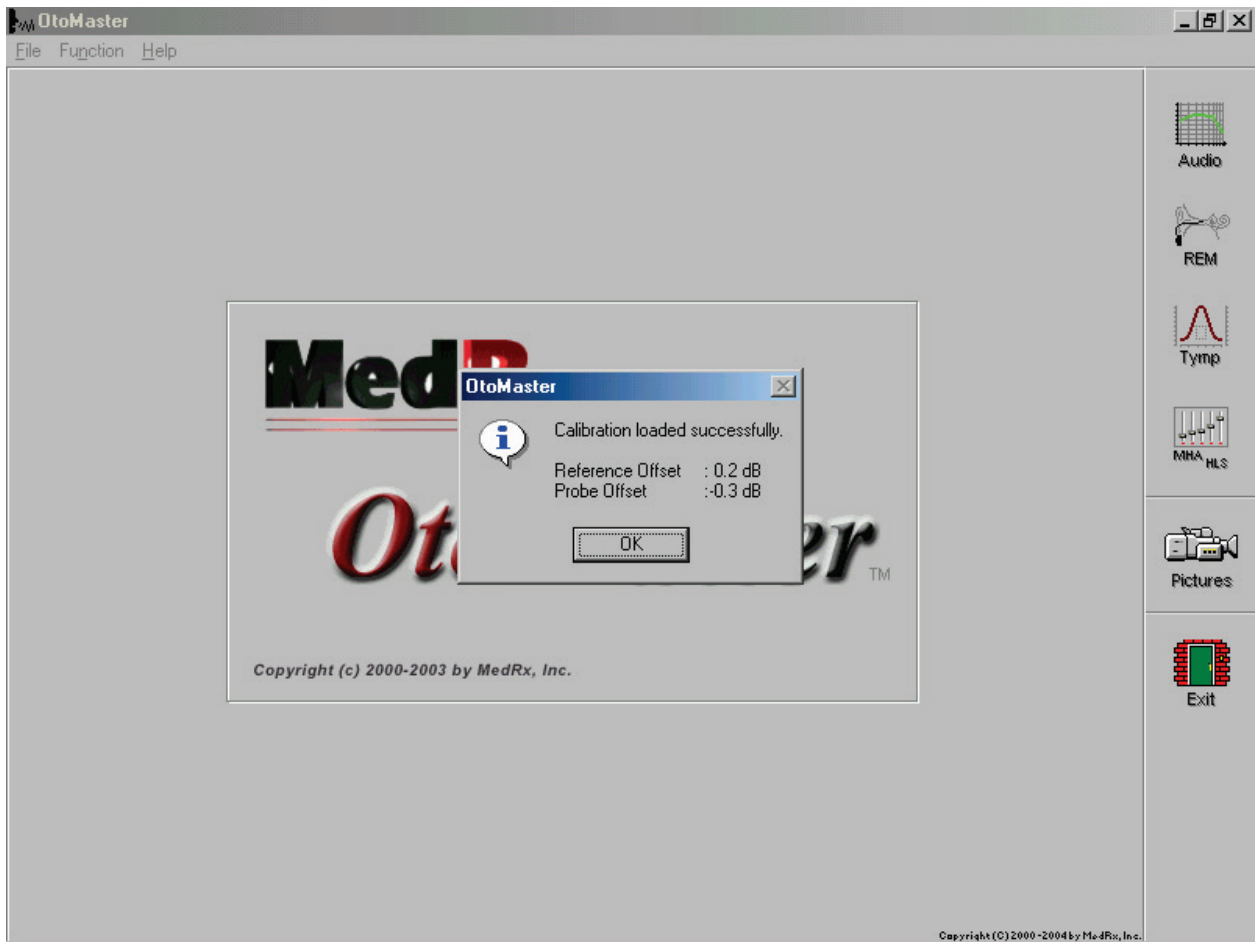 OtoMaster
File Function Help
Audio
REM
Tymp
MHA HLS
Pictures
Exit
Med
OtoMaster
Calibration loaded successfully.
Reference Offset : 0.2 dB
Probe Offset :-0.3 dB
OK
Ot er TM
Copyright (c) 2000-2003 by MedRx, Inc.
Copyright (C) 2000-2004 by MedRx, Inc.